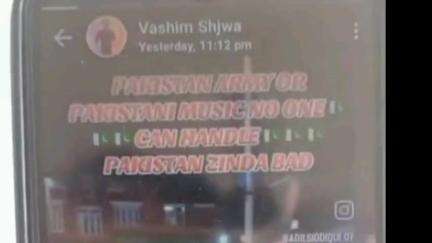 Vashim Shjwa
Yesterday, 11:12 pm
PAKISTAN ARMY OR
PAKISTANI MUSIC NO ONE
CAN HANDLE
PAKISTAN ZINDA BAD